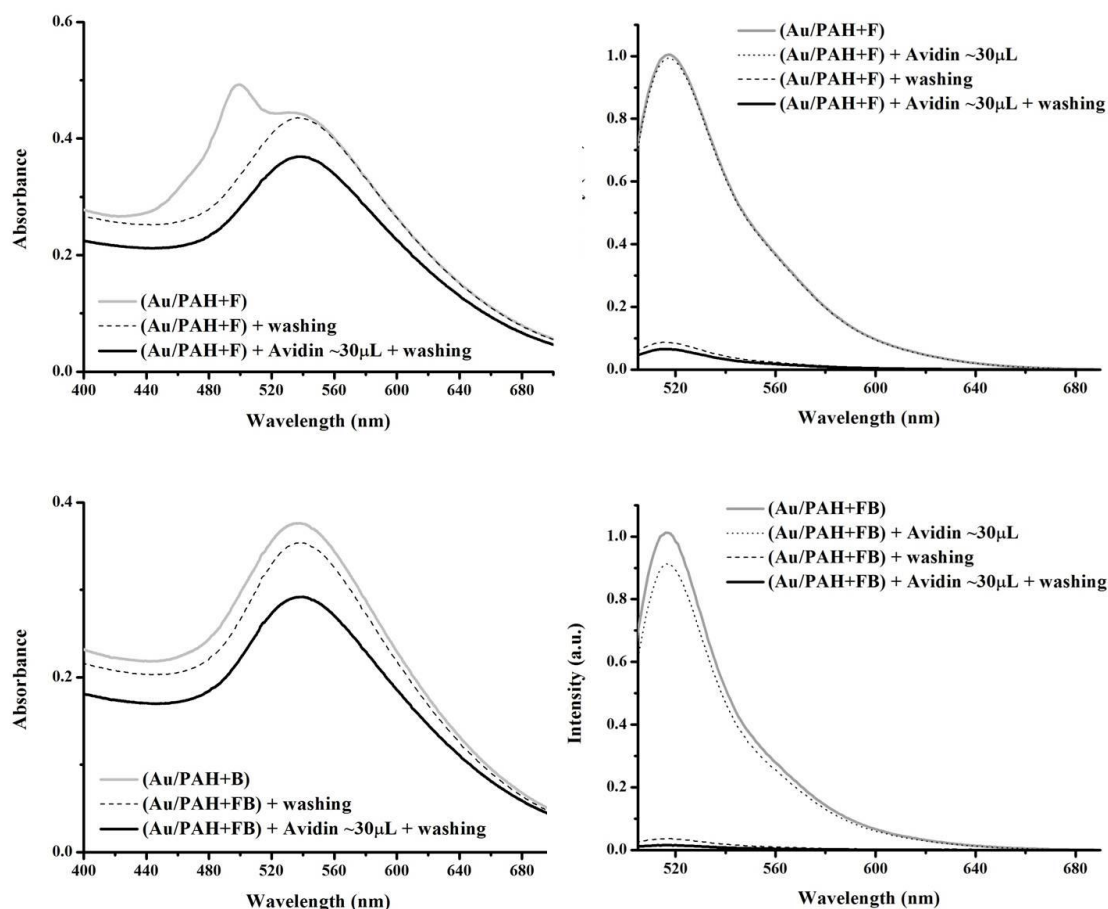 0.6
0.4
0.2
0.0
Absorbance
(Au/PAH+F)
(Au/PAH+F) + washing
(Au/PAH+F) + Avidin ~30μL + washing
400 440 480 520 560 600 640 680
Wavelength (nm)
(Au/PAH+F)
(Au/PAH+F) + Avidin ~30μL
(Au/PAH+F) + washing
(Au/PAH+F) + Avidin ~30μL + washing
1.0
0.8
0.6
0.4
0.2
0.0
520 560 600 640 680
Wavelength (nm)
0.4
0.2
0.0
Absorbance
(Au/PAH+B)
(Au/PAH+FB) + washing
(Au/PAH+FB) + Avidin ~30μL + washing
400 440 480 520 560 600 640 680
Wavelength (nm)
(Au/PAH+FB)
(Au/PAH+FB) + Avidin ~30μL
(Au/PAH+FB) + washing
(Au/PAH+FB) + Avidin ~30μL + washing
1.0
0.8
0.6
0.4
0.2
0.0
Intensity (a.u.)
520 560 600 640 680
Wavelength (nm)